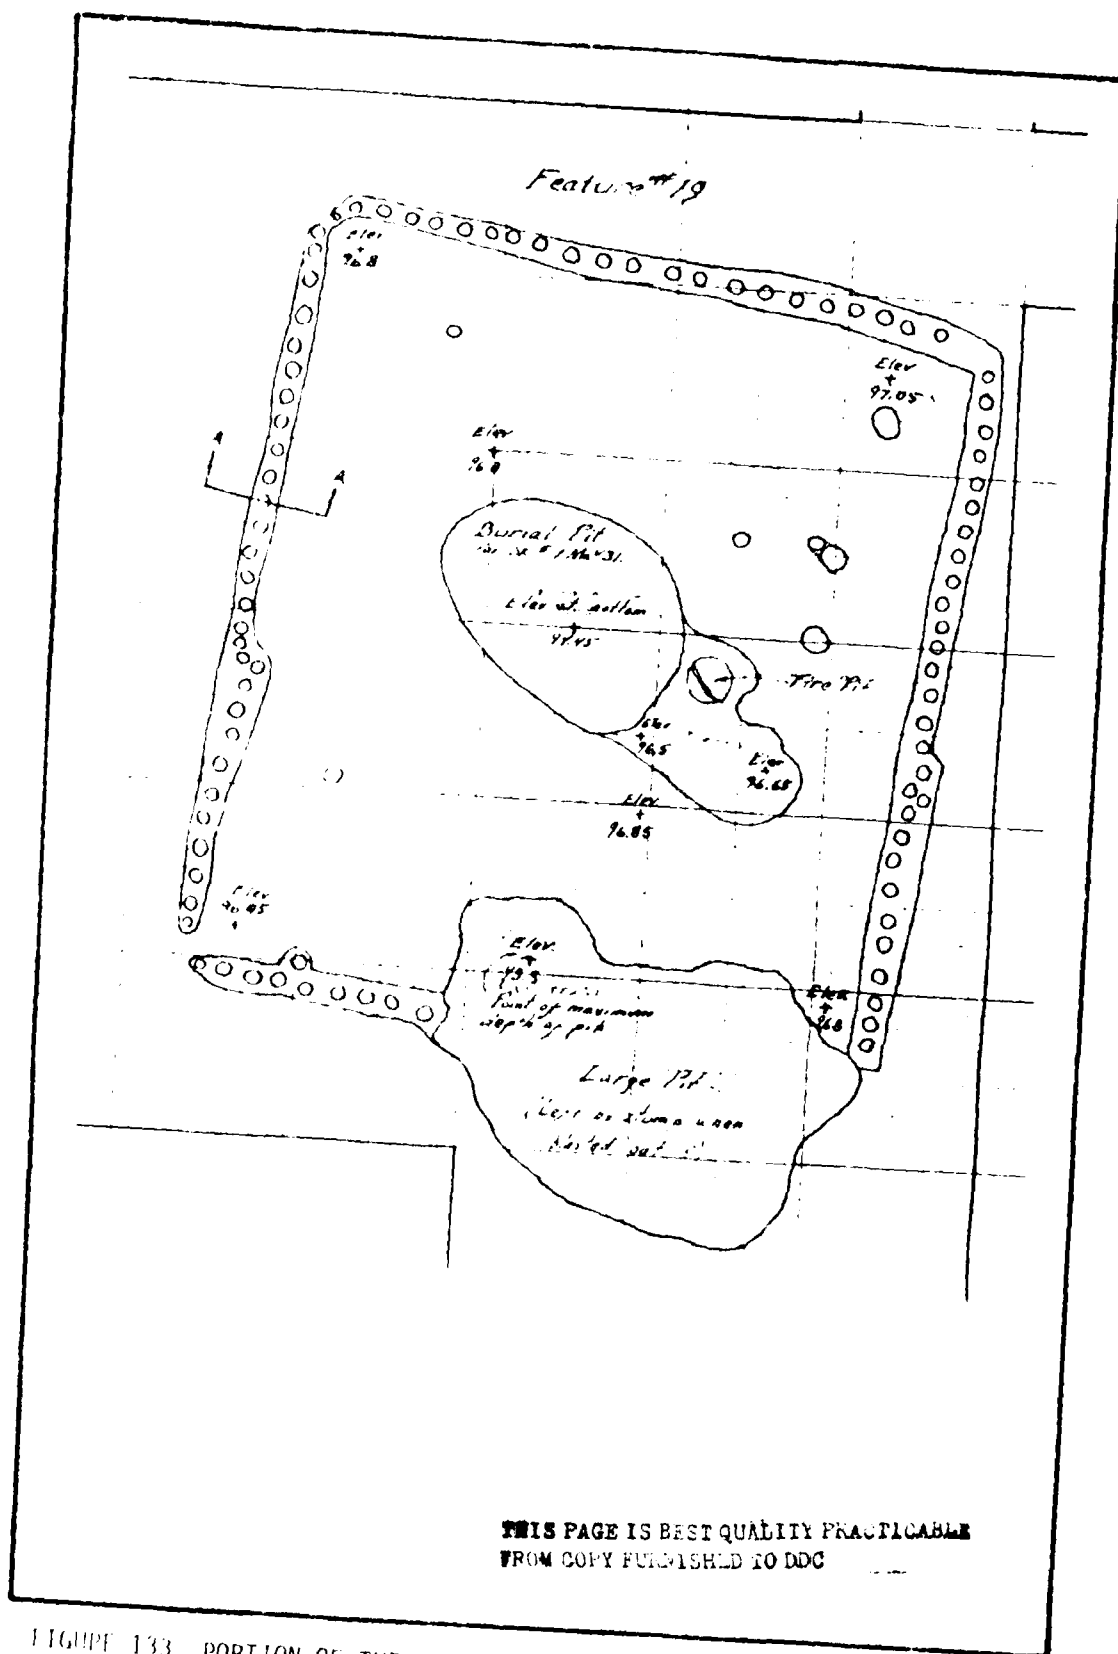 Feature #19
Elev
96.8
Elev
97.05
A
A
Elev
96.8
Burial Pit
Elev at bottom
Fire Pit
Elev
96.5
Elev
96.65
Elev
96.85
Elev
Elev.
Point of maximum
depth of pit
Elev
96.8
Large Pit
THIS PAGE IS BEST QUALITY PRACTICABLE
FROM COPY FURNISHED TO DDC
FIGURE 133 PORTION OF THE